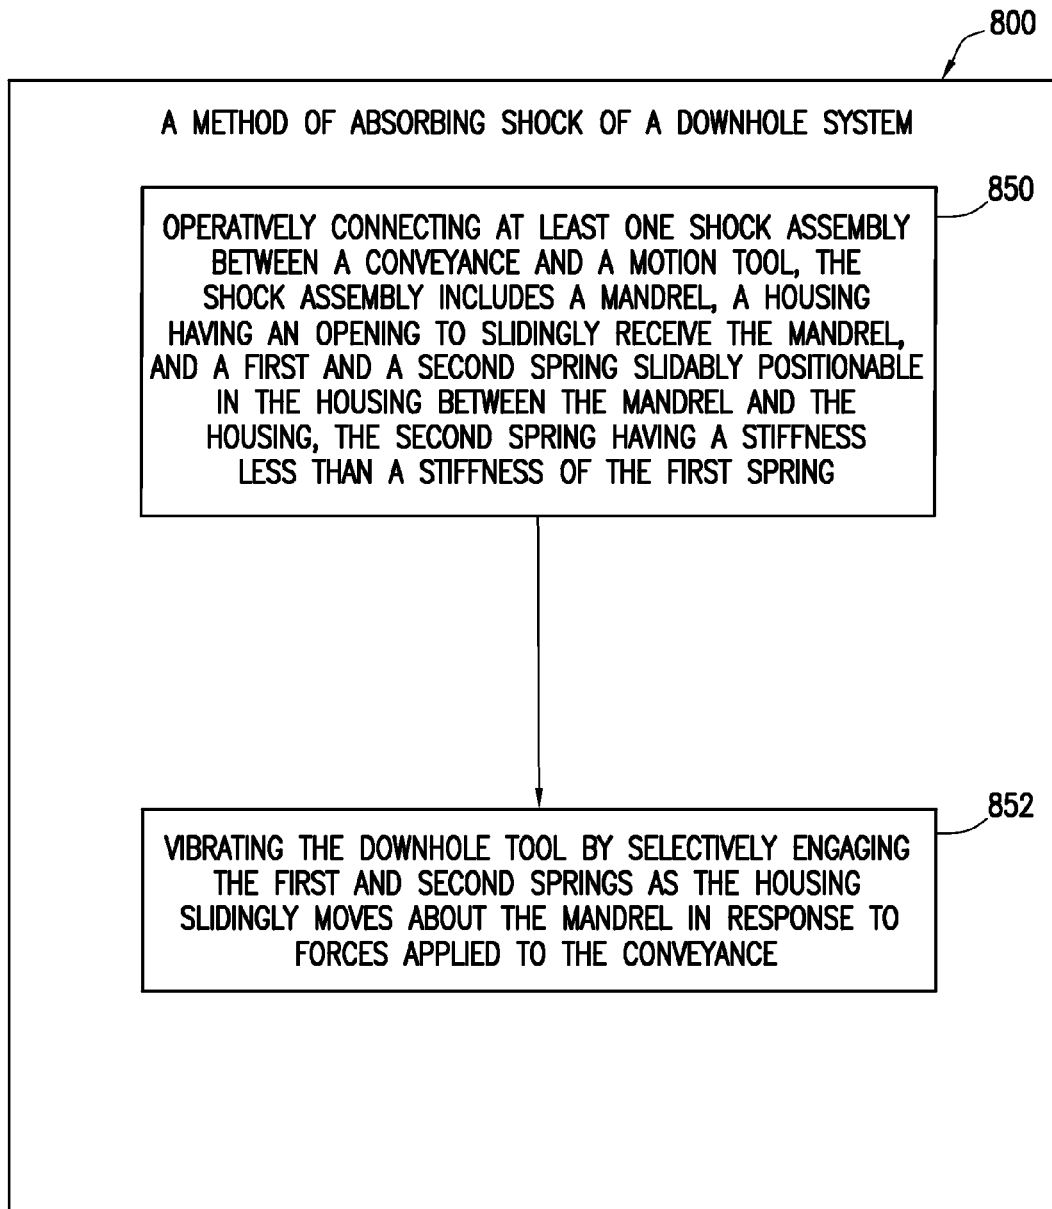 800
A METHOD OF ABSORBING SHOCK OF A DOWNHOLE SYSTEM
850
OPERATIVELY CONNECTING AT LEAST ONE SHOCK ASSEMBLY
BETWEEN A CONVEYANCE AND A MOTION TOOL, THE
SHOCK ASSEMBLY INCLUDES A MANDREL, A HOUSING
HAVING AN OPENING TO SLIDINGLY RECEIVE THE MANDREL,
AND A FIRST AND A SECOND SPRING SLIDABLY POSITIONABLE
IN THE HOUSING BETWEEN THE MANDREL AND THE
HOUSING, THE SECOND SPRING HAVING A STIFFNESS
LESS THAN A STIFFNESS OF THE FIRST SPRING
852
VIBRATING THE DOWNHOLE TOOL BY SELECTIVELY ENGAGING
THE FIRST AND SECOND SPRINGS AS THE HOUSING
SLIDINGLY MOVES ABOUT THE MANDREL IN RESPONSE TO
FORCES APPLIED TO THE CONVEYANCE